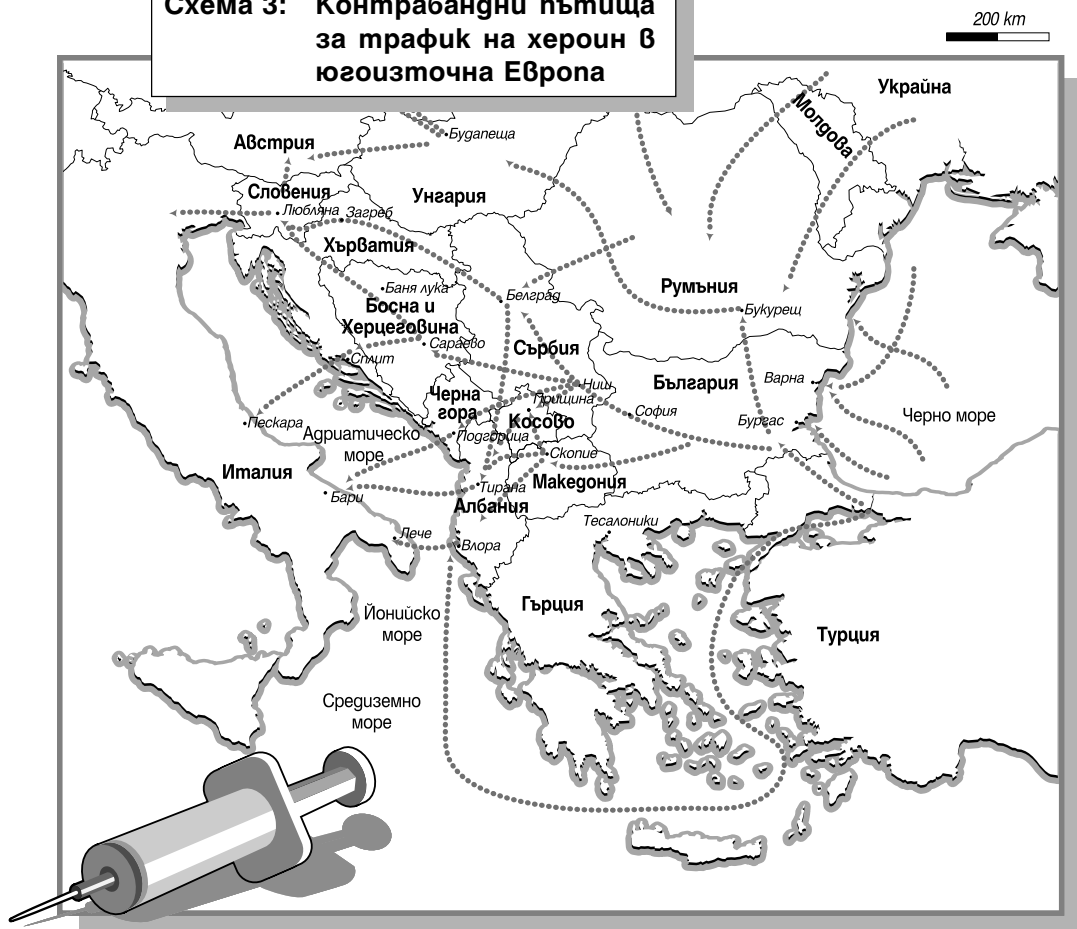 Схема 3: Контрабандни пътища
за трафик на хероин в
югоизточна Европа
200 km
Украйна
Молдова
Будапеща
Австрия
Словения
Унгария
Любляна
Загреб
Хърватия
Баня лука
Босна и
Херцеговина
Белград
Румъния
Букурещ
Сараево
Сплит
Сърбия
Ниш
България
Варна
Черна
гора
Прищина
Косово
София
Бургас
Черно море
Пескара
Адриатическо
море
Подгорица
Скопие
Италия
Бари
Тирана
Македония
Албания
Тесалоники
Лече
Влора
Йонийско
море
Гърция
Турция
Средиземно
море